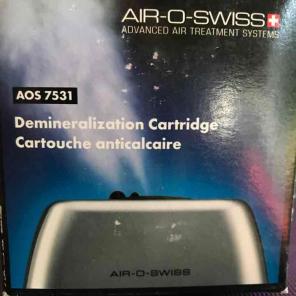 AIR-O-SWISS
ADVANCED AIR TREATMENT SYSTEMS
AOS 7531
Demineralization Cartridge
Cartouche anticalcaire
AIR-O-SWISS